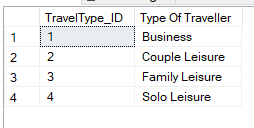 TravelType_ID Type Of Traveller
1 1 Business
2 2 Couple Leisure
3 3 Family Leisure
4 4 Solo Leisure